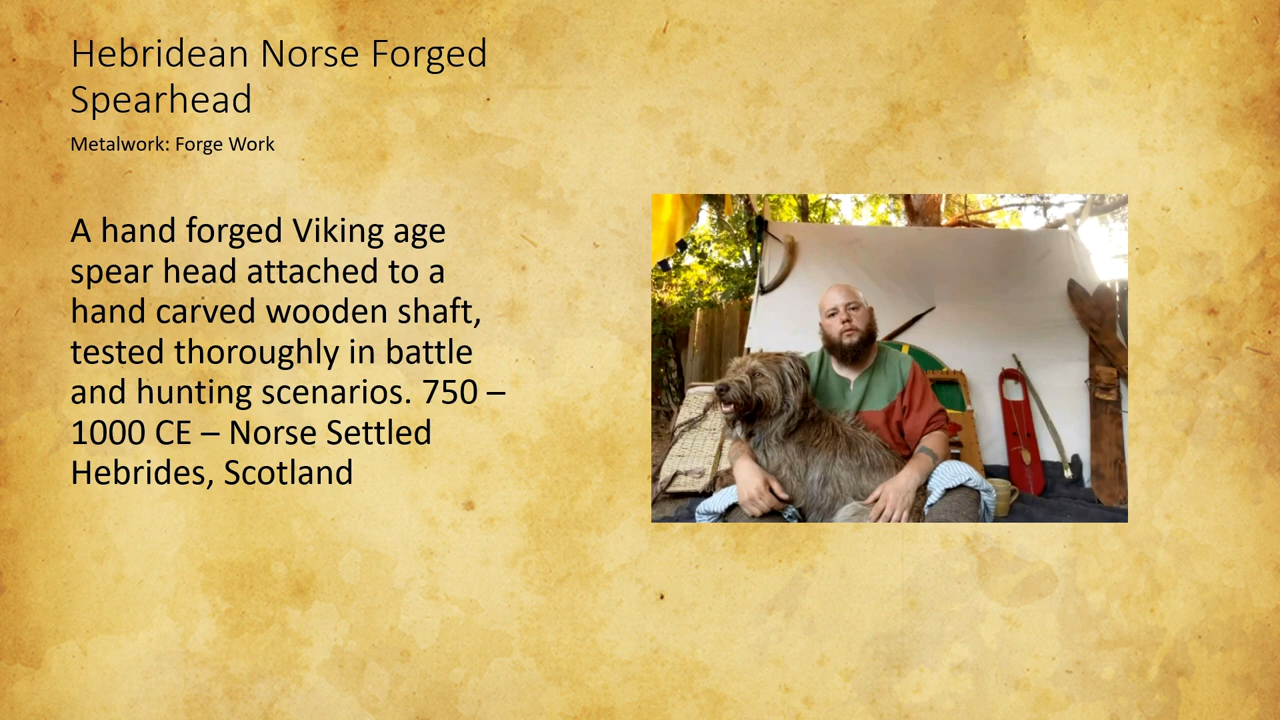 Hebridean Norse Forged
Spearhead
Metalwork: Forge Work
A hand forged Viking age
spear head attached to a
hand carved wooden shaft,
tested thoroughly in battle
and hunting scenarios. 750 –
1000 CE – Norse Settled
Hebrides, Scotland